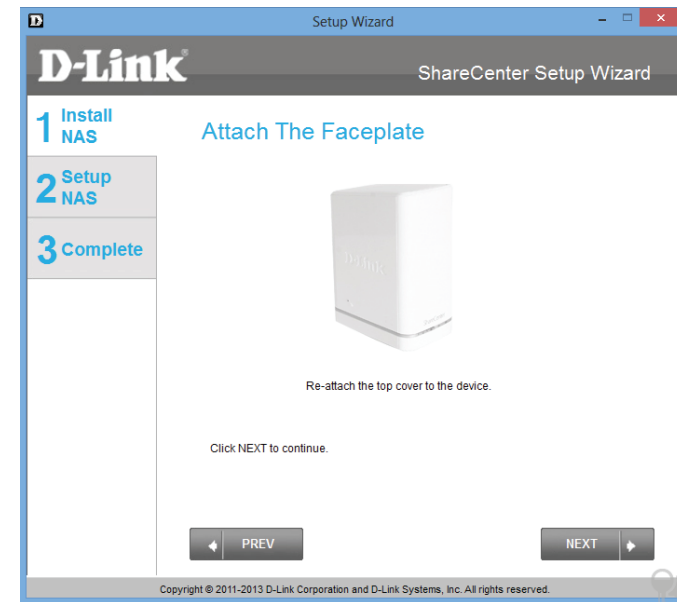 D Setup Wizard
D-Link®
ShareCenter Setup Wizard
1 Install
NAS
2 Setup
NAS
3 Complete
Attach The Faceplate
D-Link
Re-attach the top cover to the device.
Click NEXT to continue.
PREV
NEXT
Copyright © 2011-2013 D-Link Corporation and D-Link Systems, Inc. All rights reserved.